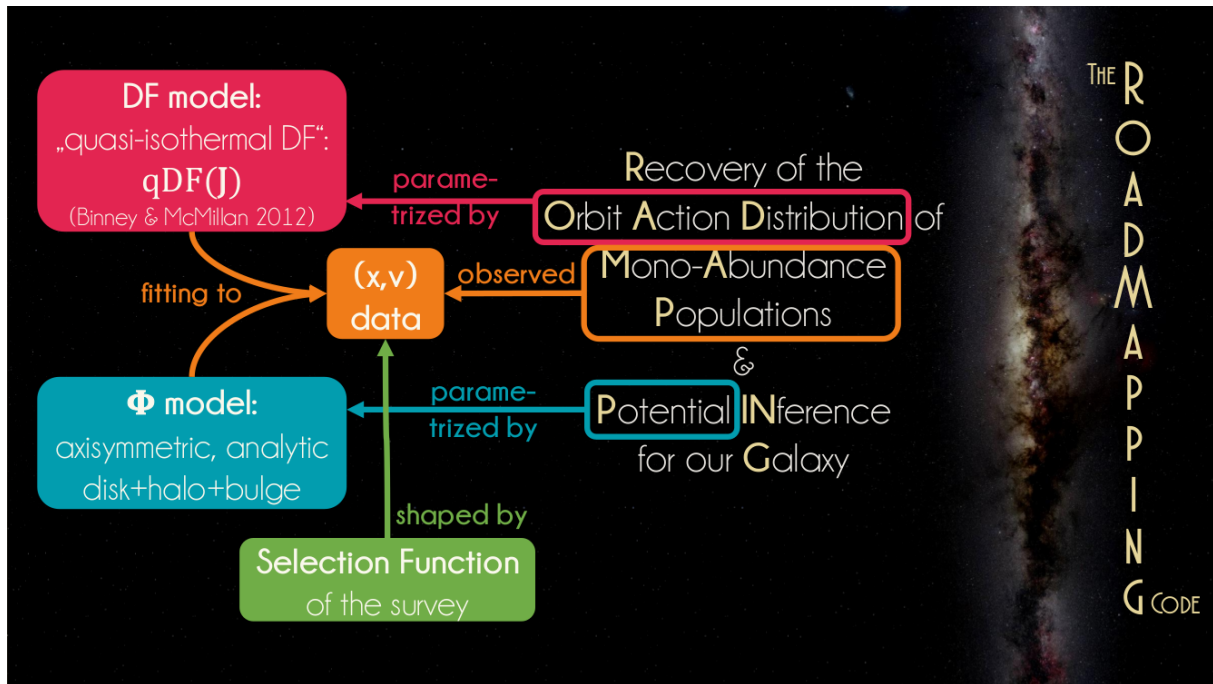 DF model:
„quasi-isothermal DF“:
qDF(J)
(Binney & McMillan 2012)
parame-
trized by
Recovery of the
Orbit Action Distribution of
Mono-Abundance
Populations
&
Potential INference
for our Galaxy
fitting to
(x,v)
data
observed
Φ model:
axisymmetric, analytic
disk+halo+bulge
parame-
trized by
shaped by
Selection Function
of the survey
THE
R
O
A
D
M
A
P
P
I
N
G CODE